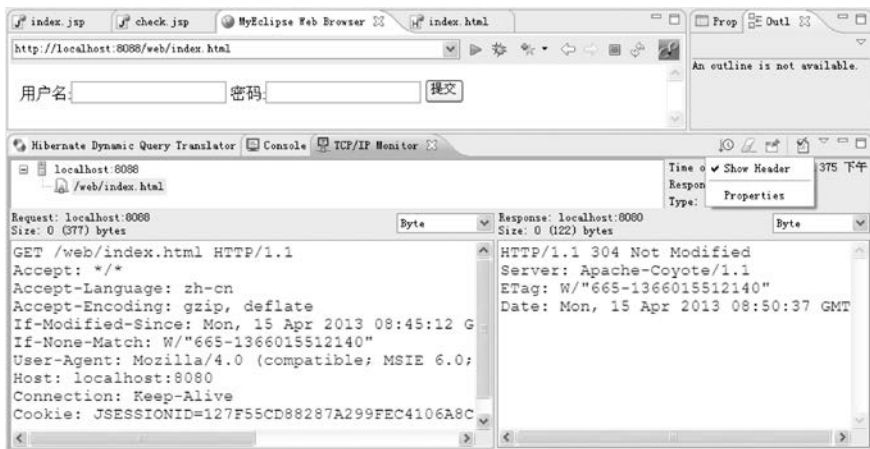 index.jsp check.jsp MyEclipse Web Browser index.html Prop Outl
http://localhost:8088/web/index.html
An outline is not available.
用户名: 密码: 提交
Hibernate Dynamic Query Translator Console TCP/IP Monitor
localhost:8088
/web/index.html
Time o
Respon
Type:
375 下午
Show Header
Properties
Request: localhost:8088
Size: 0 (377) bytes
Byte
Response: localhost:8080
Size: 0 (122) bytes
Byte
GET /web/index.html HTTP/1.1
Accept: */*
Accept-Language: zh-cn
Accept-Encoding: gzip, deflate
If-Modified-Since: Mon, 15 Apr 2013 08:45:12 G
If-None-Match: W/"665-1366015512140"
User-Agent: Mozilla/4.0 (compatible; MSIE 6.0;
Host: localhost:8080
Connection: Keep-Alive
Cookie: JSESSIONID=127F55CD88287A299FEC4106A8C
HTTP/1.1 304 Not Modified
Server: Apache-Coyote/1.1
ETag: W/"665-1366015512140"
Date: Mon, 15 Apr 2013 08:50:37 GMT